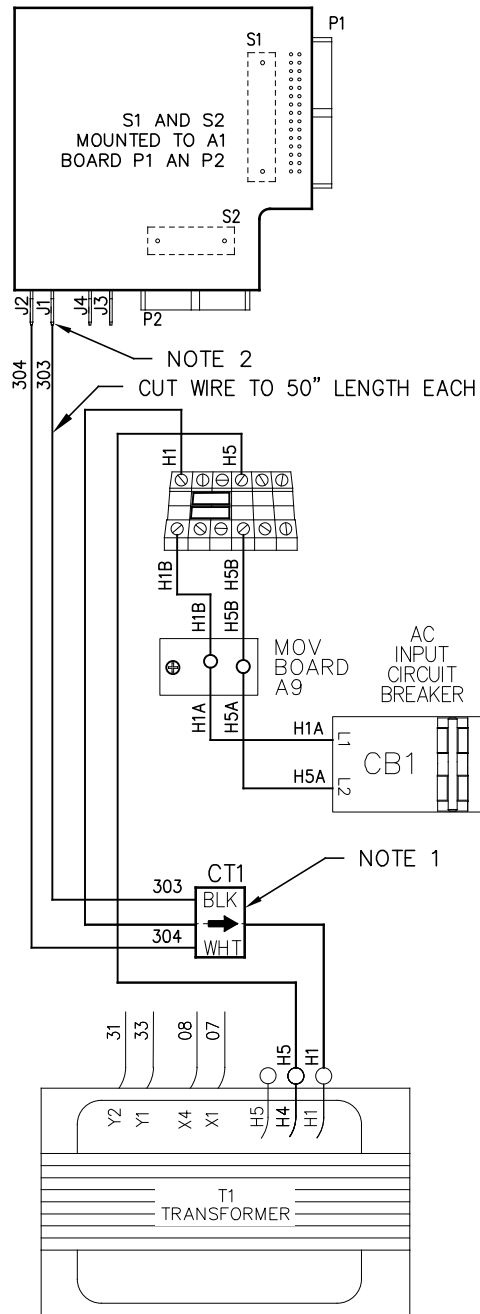 P1
S1
S1 AND S2
MOUNTED TO A1
BOARD P1 AN P2
S2
J2
J1
J4
J3
P2
304
303
NOTE 2
CUT WIRE TO 50" LENGTH EACH
H1
H5
H1B
H5B
H1B
H5B
MOV
BOARD
A9
AC
INPUT
CIRCUIT
BREAKER
H1A
H5A
H1A
L1
CB1
H5A
L2
CT1
NOTE 1
303
BLK
304
WHT
31
33
08
07
H5
H1
Y2
Y1
X4
X1
H5
H4
H1
T1
TRANSFORMER